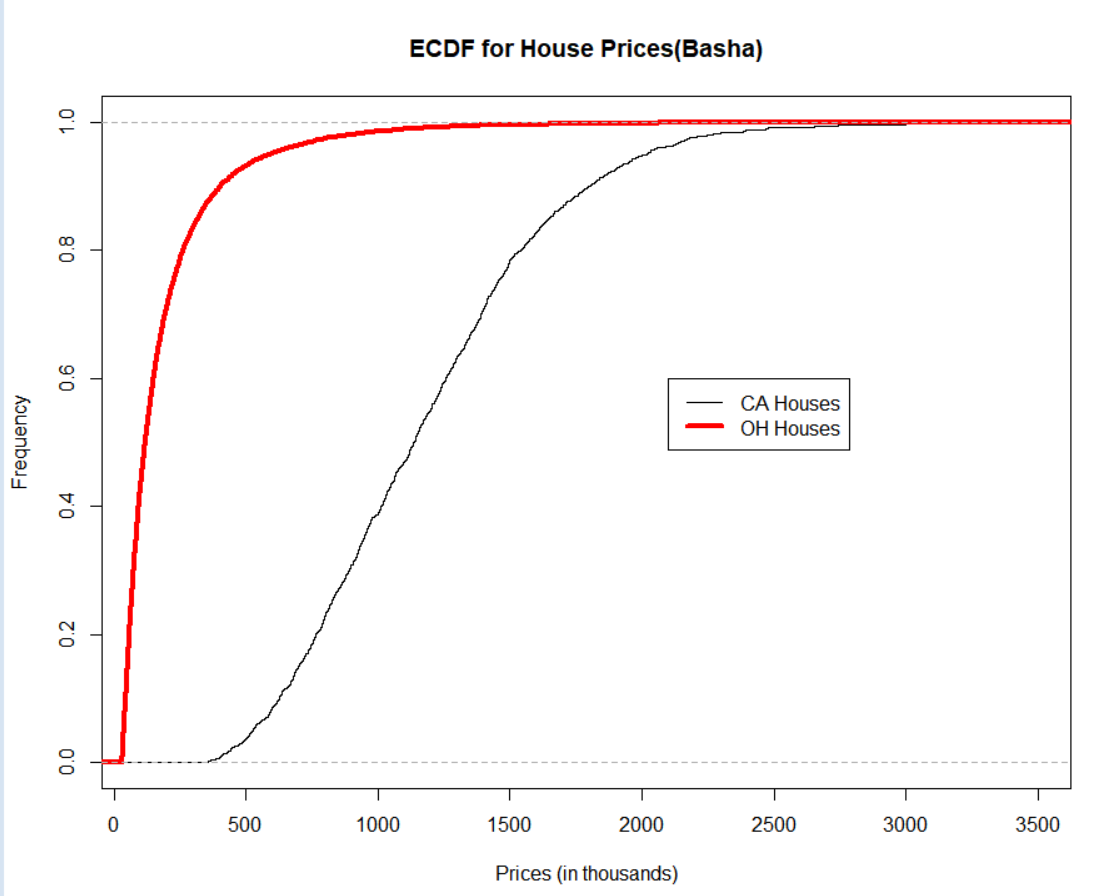 ECDF for House Prices(Basha)
Frequency
1.0
0.8
0.6
0.4
0.2
0.0
CA Houses
OH Houses
0 500 1000 1500 2000 2500 3000 3500
Prices (in thousands)